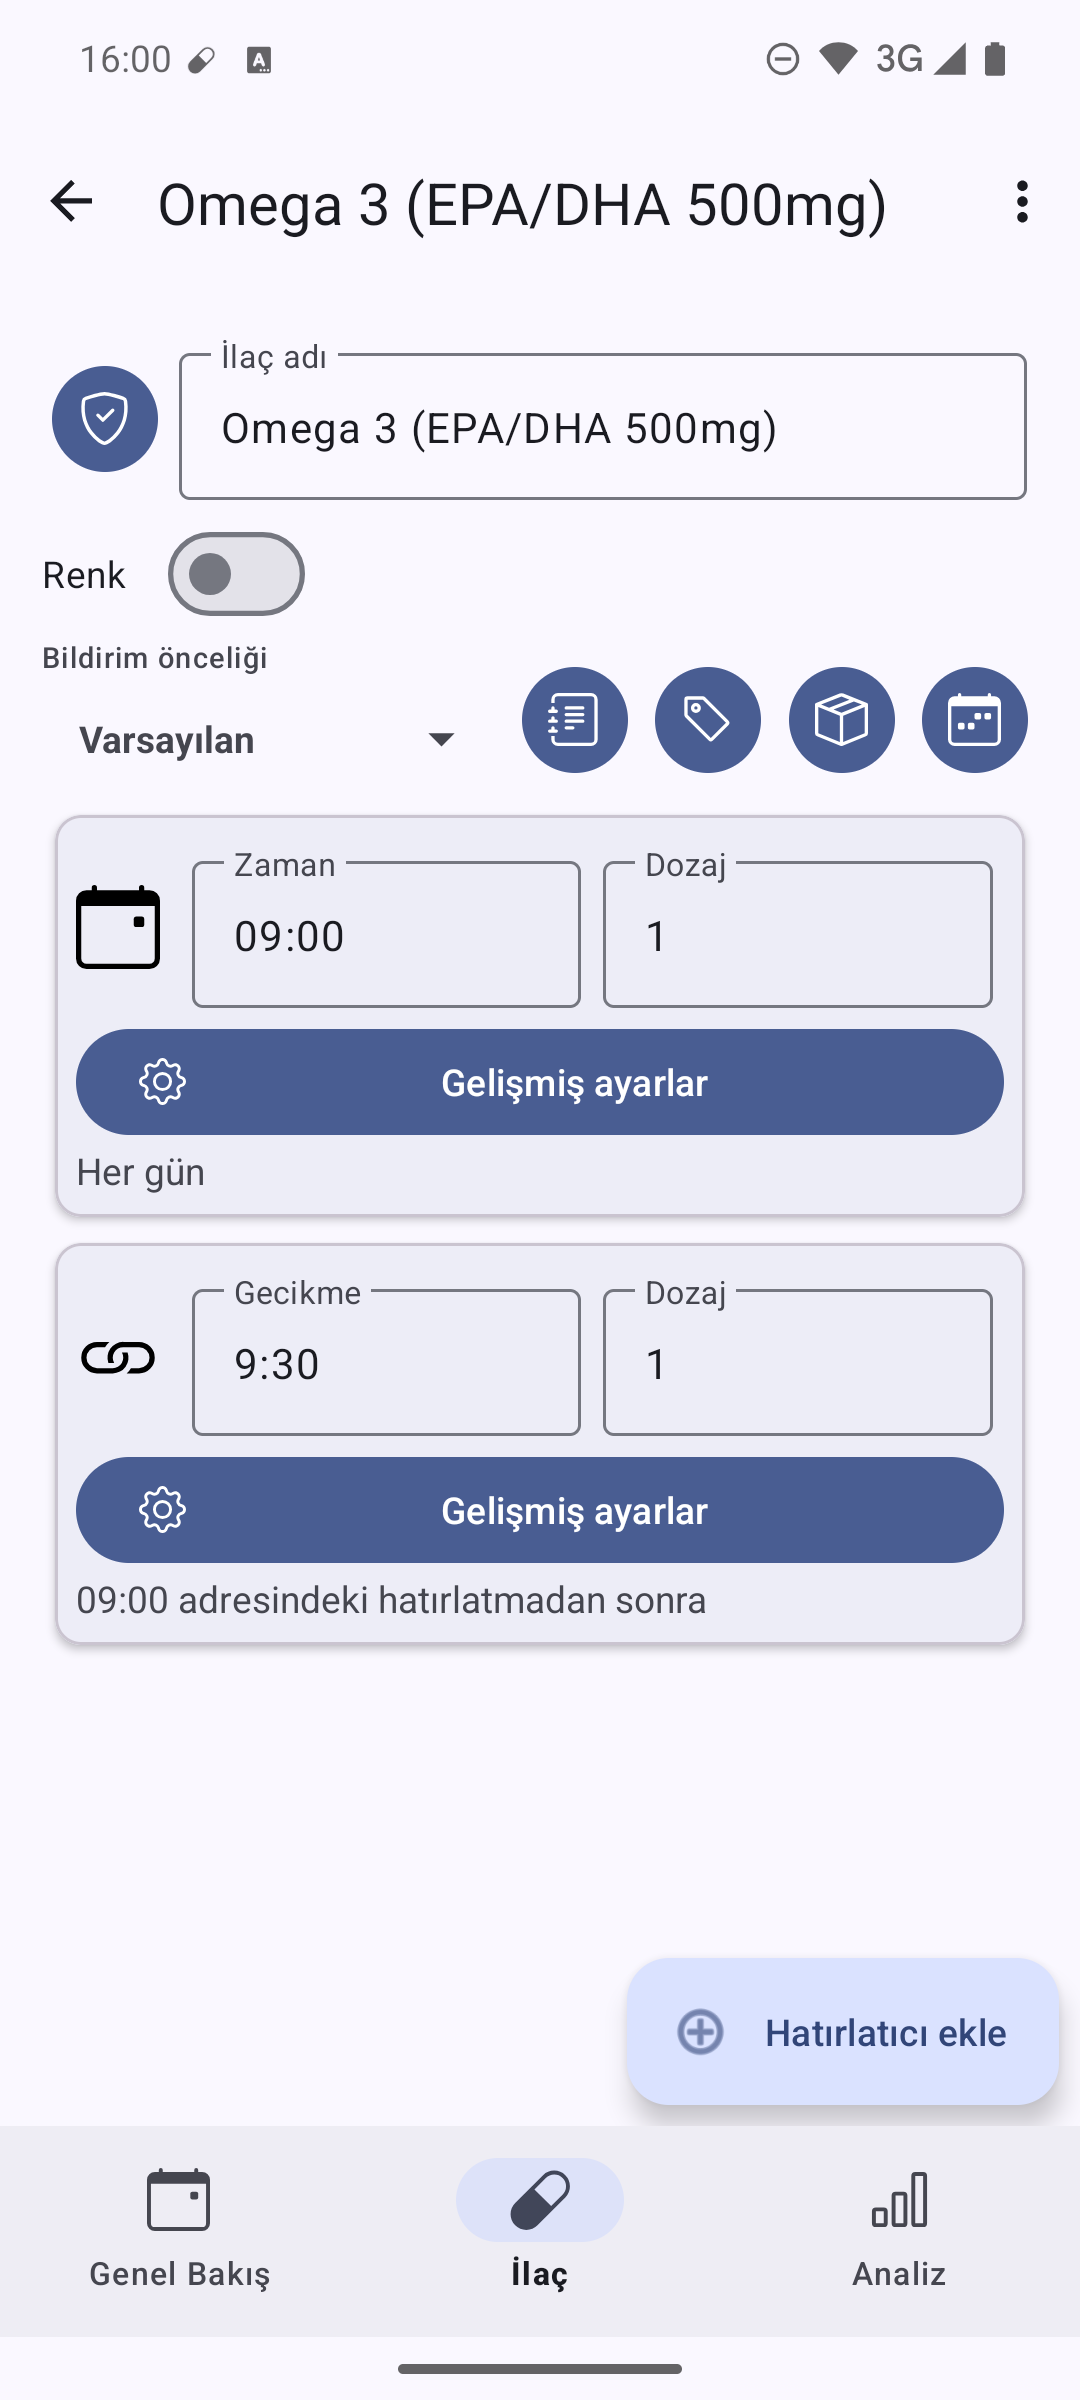 16:00
3G
Omega 3 (EPA/DHA 500mg)
İlaç adı
Omega 3 (EPA/DHA 500mg)
Renk
Bildirim önceliği
Varsayılan
Zaman
09:00
Dozaj
1
Gelişmiş ayarlar
Her gün
Gecikme
9:30
Dozaj
1
Gelişmiş ayarlar
09:00 adresindeki hatırlatmadan sonra
Hatırlatıcı ekle
Genel Bakış
İlaç
Analiz